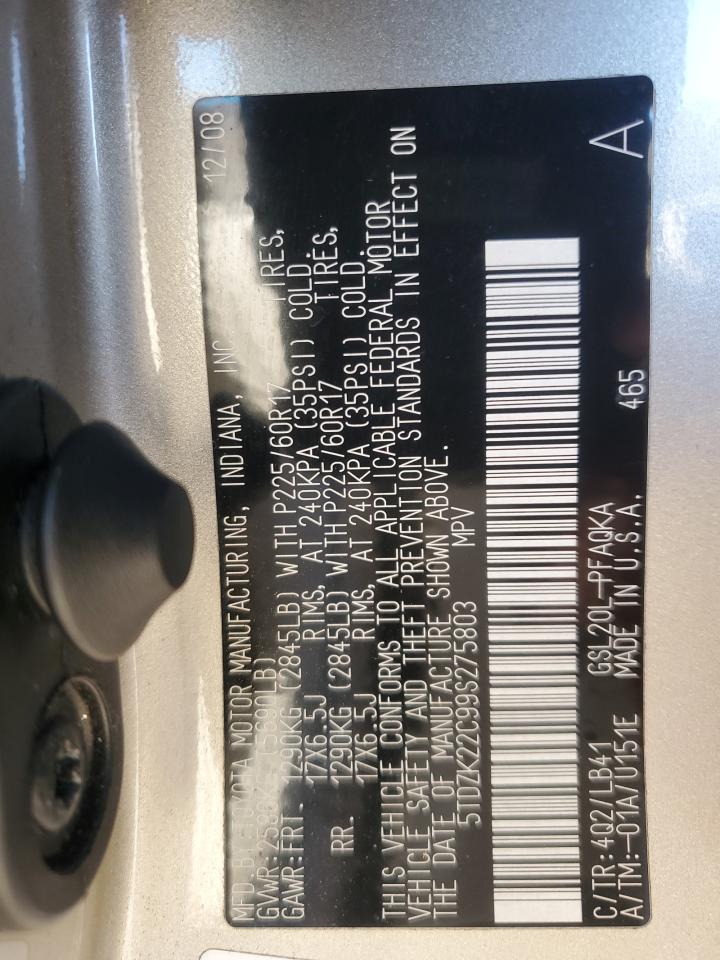 MFD. BY: TOYOTA MOTOR MANUFACTURING, INDIANA, INC. 12/08
GVWR: (5690LB)
GAWR:FRT. 1290KG (2845LB) WITH P225/60R17 TIRES,
17X6.5J RIMS, AT 240KPA (35PSI) COLD.
RR. 1290KG (2845LB) WITH P225/60R17 TIRES,
17X6.5J RIMS, AT 240KPA (35PSI) COLD.
THIS VEHICLE CONFORMS TO ALL APPLICABLE FEDERAL MOTOR
VEHICLE SAFETY AND THEFT PREVENTION STANDARDS IN EFFECT ON
THE DATE OF MANUFACTURE SHOWN ABOVE.
5TDZK22C99S275803 MPV
C/TR:4Q2/LB41 GSL20L-PFAQKA A
A/TM:-01A/U151E MADE IN U.S.A. 465